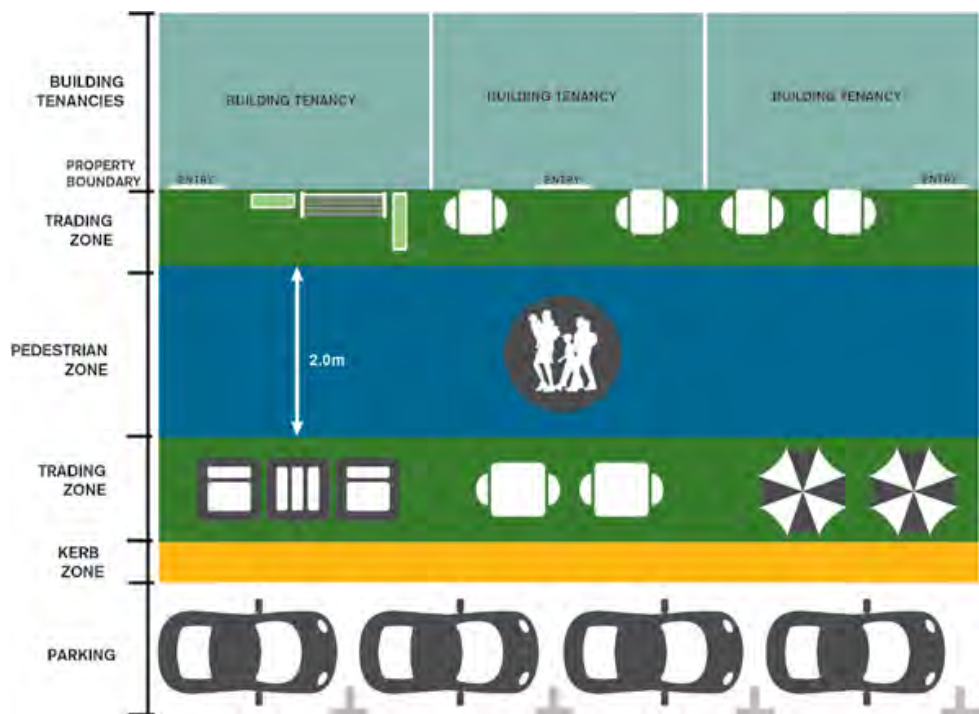 BUILDING
TENANCIES
BUILDING TENANCY
BUILDING TENANCY
BUILDING TENANCY
PROPERTY
BOUNDARY
ENTRY
ENTRY
ENTRY
TRADING
ZONE
PEDESTRIAN
ZONE
2.0m
TRADING
ZONE
KERB
ZONE
PARKING